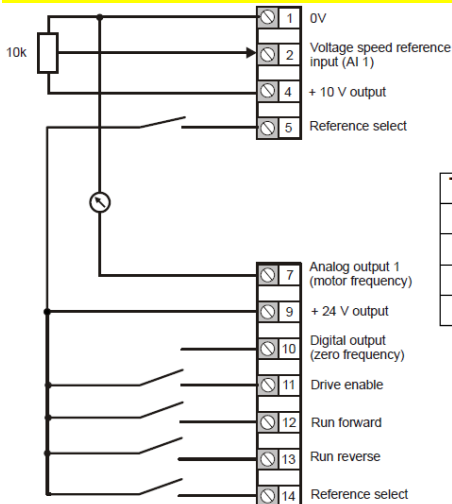 1 0V
10k
2 Voltage speed reference
input (AI 1)
4 + 10 V output
5 Reference select
7 Analog output 1
(motor frequency)
9 + 24 V output
10 Digital output
(zero frequency)
11 Drive enable
12 Run forward
13 Run reverse
14 Reference select